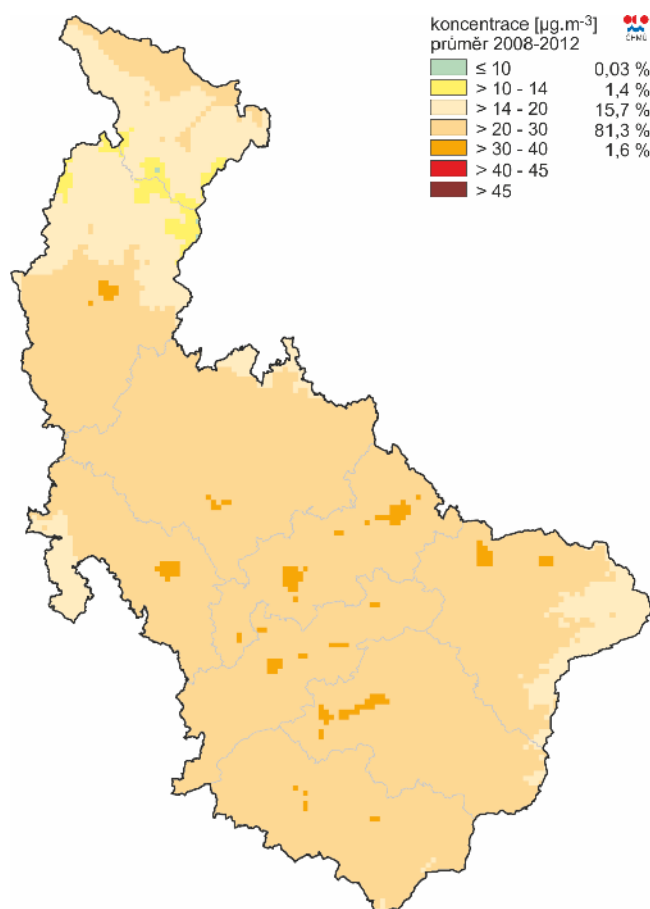 koncentrace [µg.m⁻³]
průměr 2008-2012
ČHMÚ
≤ 10 0,03 %
> 10 - 14 1,4 %
> 14 - 20 15,7 %
> 20 - 30 81,3 %
> 30 - 40 1,6 %
> 40 - 45
> 45